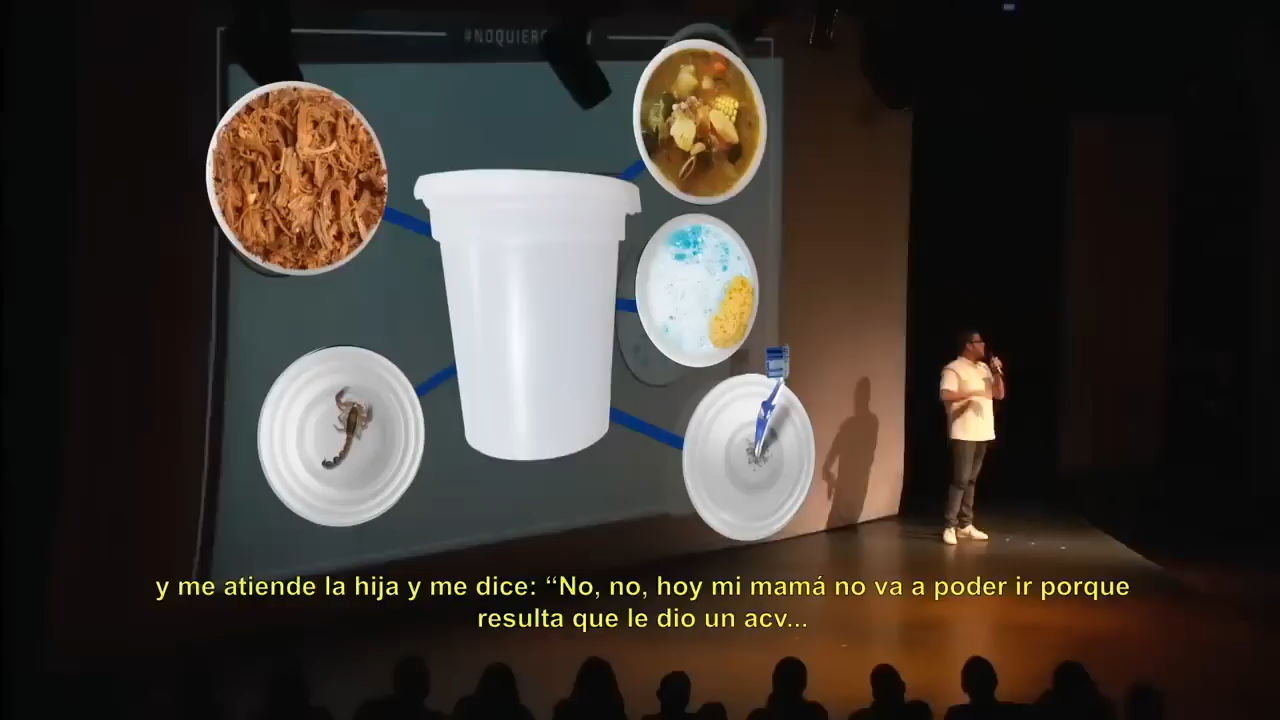 y me atiende la hija y me dice: “No, no, hoy mi mamá no va a poder ir porque
resulta que le dio un acv...